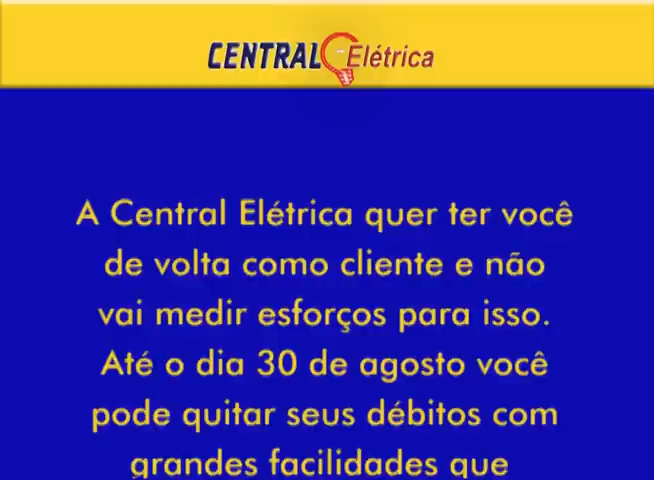 CENTRAL Elétrica
A Central Elétrica quer ter você
de volta como cliente e não
vai medir esforços para isso.
Até o dia 30 de agosto você
pode quitar seus débitos com
grandes facilidades que